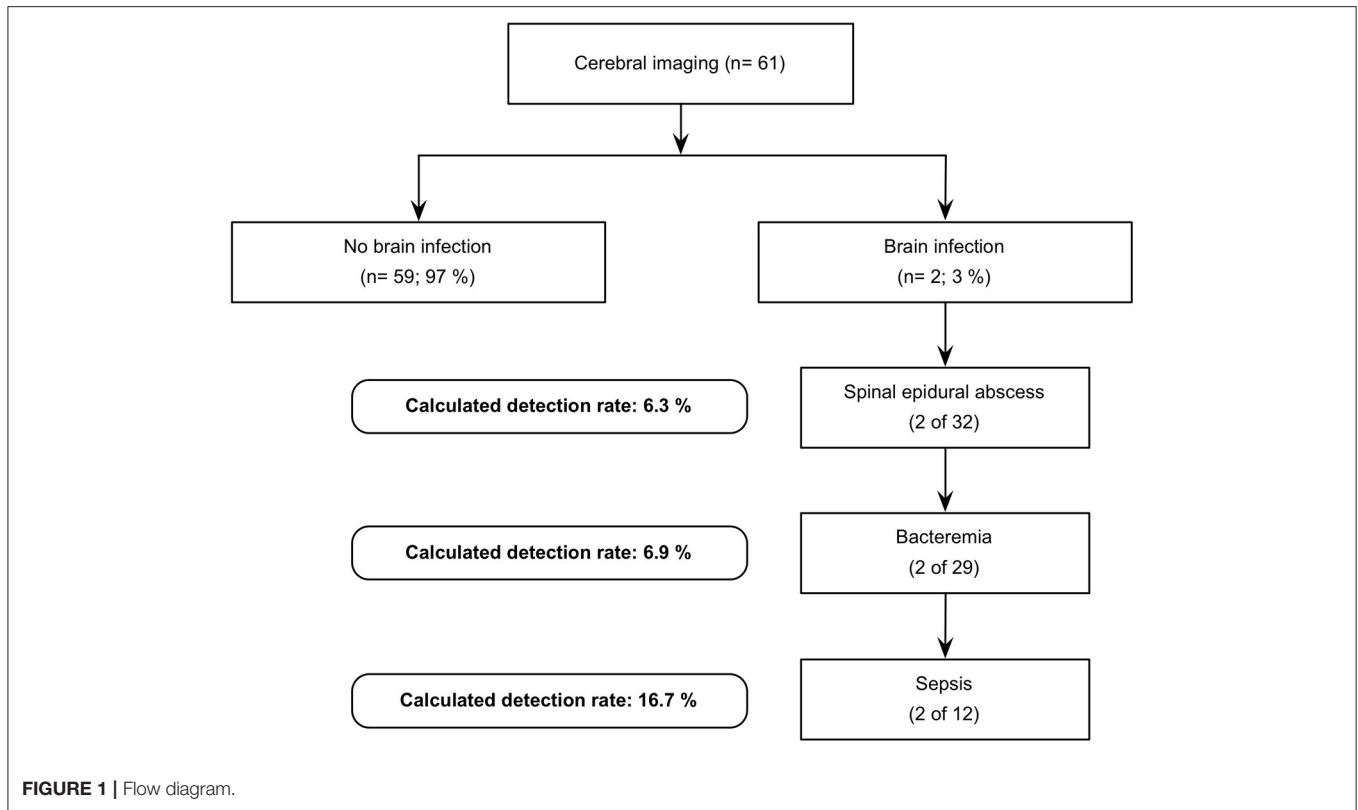 Cerebral imaging (n= 61)
No brain infection
(n= 59; 97 %)
Brain infection
(n= 2; 3 %)
Calculated detection rate: 6.3 %
Spinal epidural abscess
(2 of 32)
Calculated detection rate: 6.9 %
Bacteremia
(2 of 29)
Calculated detection rate: 16.7 %
Sepsis
(2 of 12)
FIGURE 1 | Flow diagram.